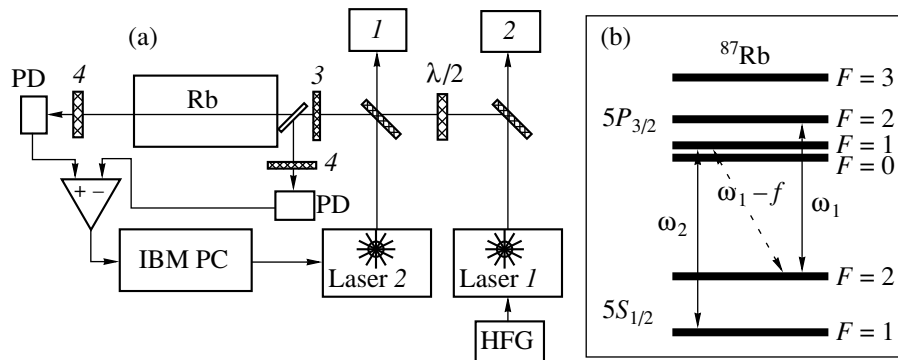 (a)
1
2
(b)
87Rb
PD
4
Rb
3
λ/2
F = 3
5P3/2
F = 2
F = 1
F = 0
4
+ −
PD
ω2
ω1 – f
ω1
IBM PC
Laser 2
Laser 1
F = 2
5S1/2
F = 1
HFG